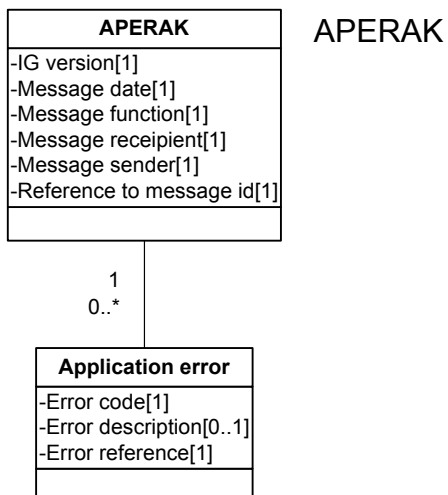 APERAK
APERAK
-IG version[1]
-Message date[1]
-Message function[1]
-Message receipient[1]
-Message sender[1]
-Reference to message id[1]
1
0..*
Application error
-Error code[1]
-Error description[0..1]
-Error reference[1]